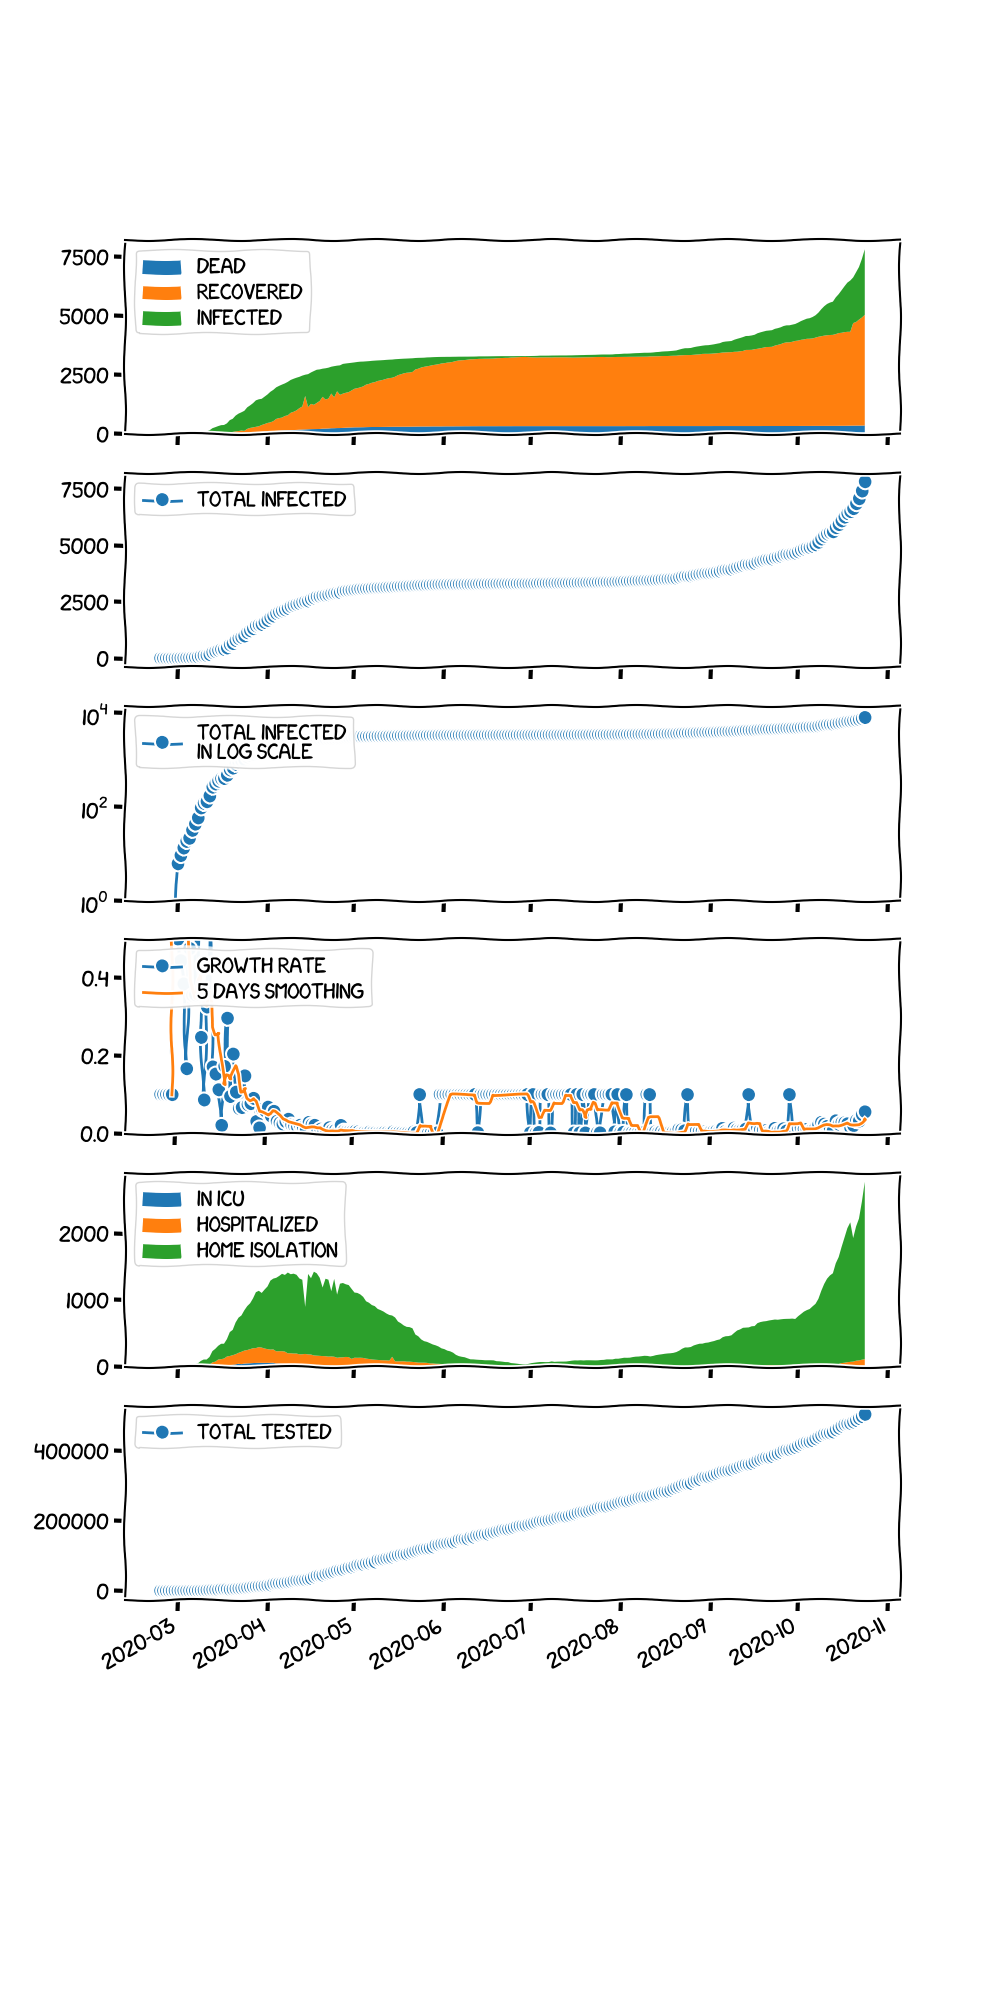 7500
5000
2500
0
DEAD
RECOVERED
INFECTED
7500
5000
2500
0
TOTAL INFECTED
10^4
10^2
10^0
TOTAL INFECTED
IN LOG SCALE
0.4
0.2
0.0
GROWTH RATE
5 DAYS SMOOTHING
2000
1000
0
IN ICU
HOSPITALIZED
HOME ISOLATION
400000
200000
0
TOTAL TESTED
2020-03 2020-04 2020-05 2020-06 2020-07 2020-08 2020-09 2020-10 2020-11